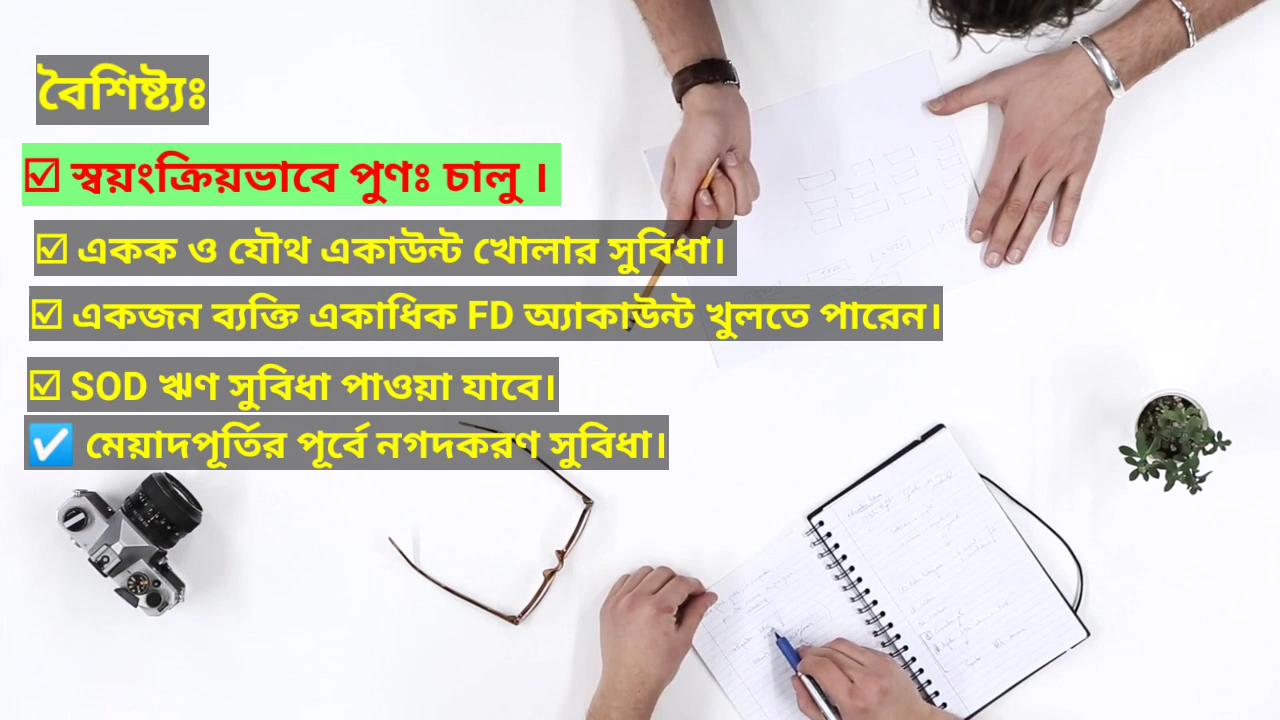 বৈশিষ্ট্যঃ
☑ স্বয়ংক্রিয়ভাবে পুণঃ চালু ।
☑ একক ও যৌথ একাউন্ট খোলার সুবিধা।
☑ একজন ব্যক্তি একাধিক FD অ্যাকাউন্ট খুলতে পারেন।
☑ SOD ঋণ সুবিধা পাওয়া যাবে।
✅ মেয়াদপূর্তির পূর্বে নগদকরণ সুবিধা।